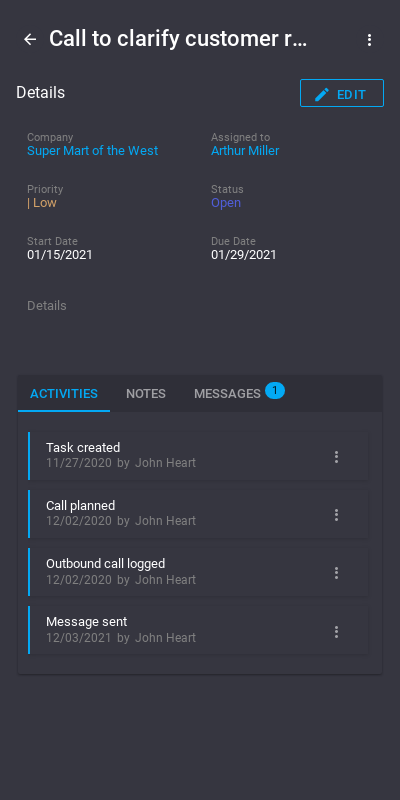 Call to clarify customer r...
Details
EDIT
Company
Assigned to
Super Mart of the West
Arthur Miller
Priority
Status
| Low
Open
Start Date
Due Date
01/15/2021
01/29/2021
Details
ACTIVITIES
NOTES
MESSAGES
1
Task created
11/27/2020 by John Heart
Call planned
12/02/2020 by John Heart
Outbound call logged
12/02/2020 by John Heart
Message sent
12/03/2021 by John Heart